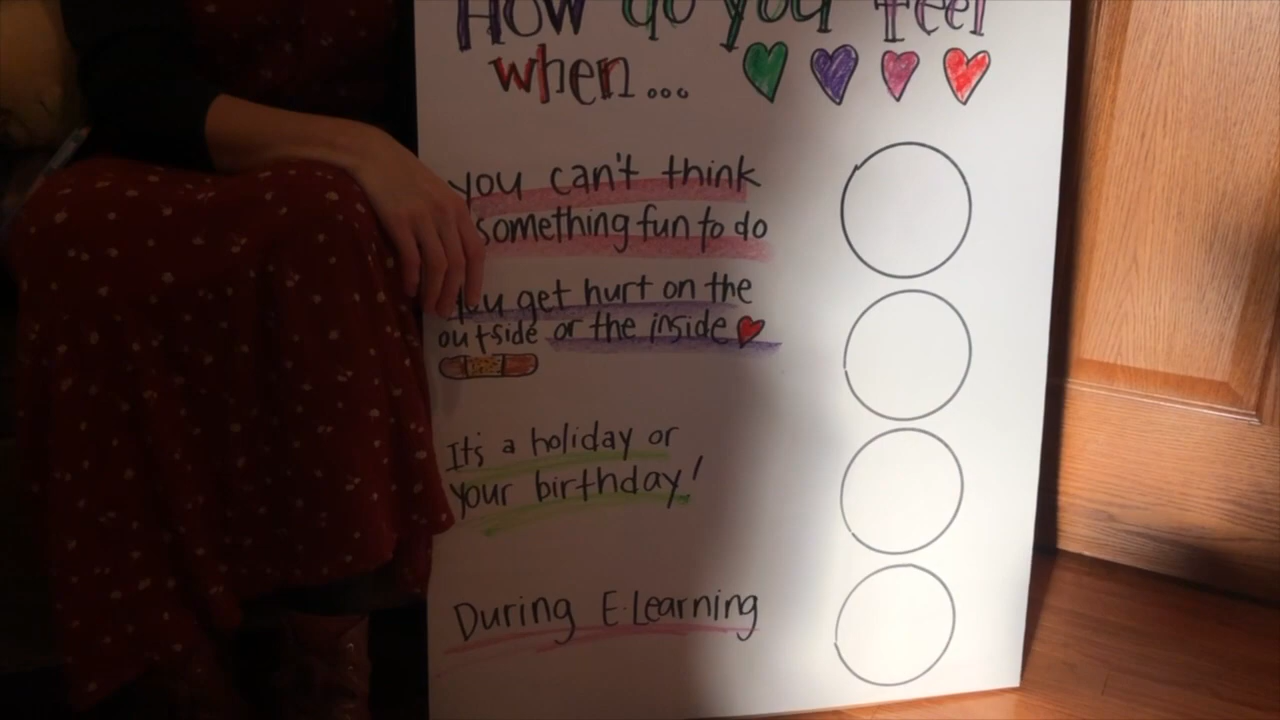 How do you feel
when...
you can't think
something fun to do
you get hurt on the
outside or the inside
It's a holiday or
your birthday!
During E-Learning